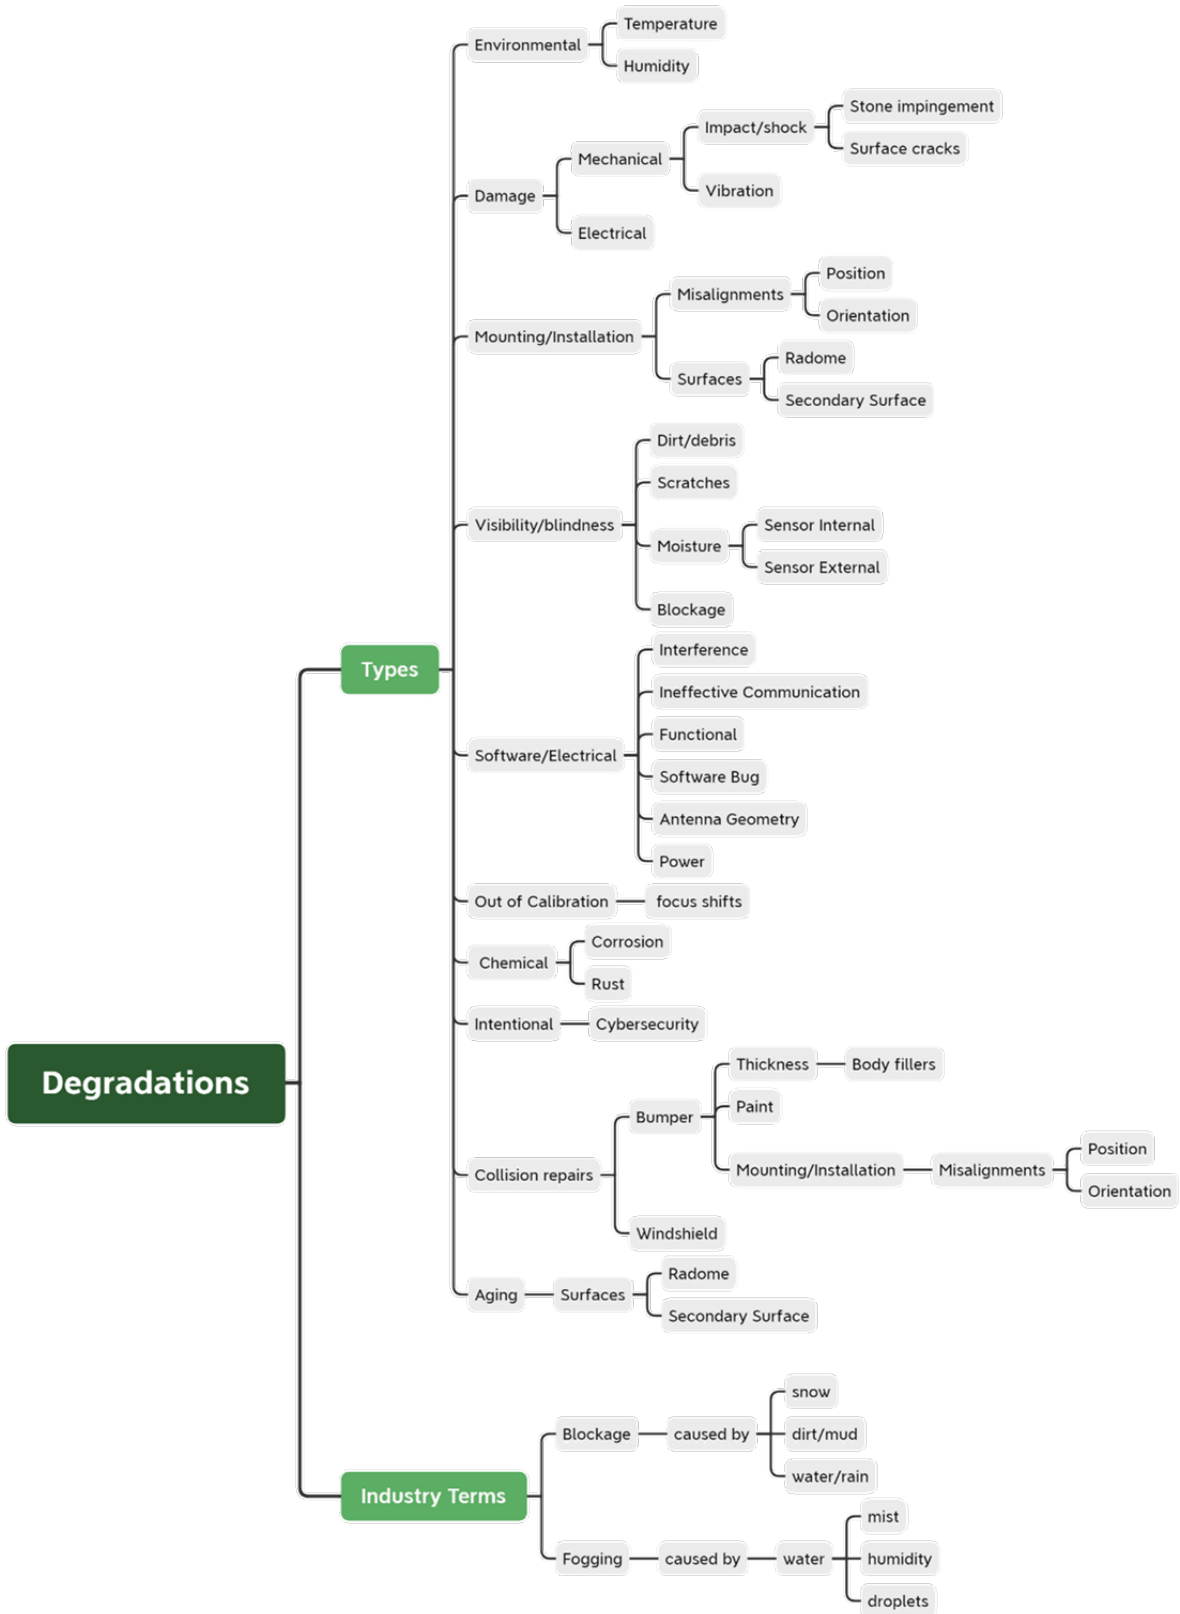 Temperature
Environmental
Humidity
Stone impingement
Impact/shock
Surface cracks
Mechanical
Vibration
Damage
Electrical
Position
Misalignments
Orientation
Mounting/Installation
Radome
Surfaces
Secondary Surface
Dirt/debris
Scratches
Visibility/blindness
Sensor Internal
Moisture
Sensor External
Blockage
Interference
Types
Ineffective Communication
Functional
Software/Electrical
Software Bug
Antenna Geometry
Power
Out of Calibration
focus shifts
Corrosion
Chemical
Rust
Intentional
Cybersecurity
Degradations
Thickness
Body fillers
Bumper
Paint
Mounting/Installation
Misalignments
Position
Orientation
Collision repairs
Windshield
Radome
Aging
Surfaces
Secondary Surface
snow
Blockage
caused by
dirt/mud
water/rain
Industry Terms
mist
Fogging
caused by
water
humidity
droplets